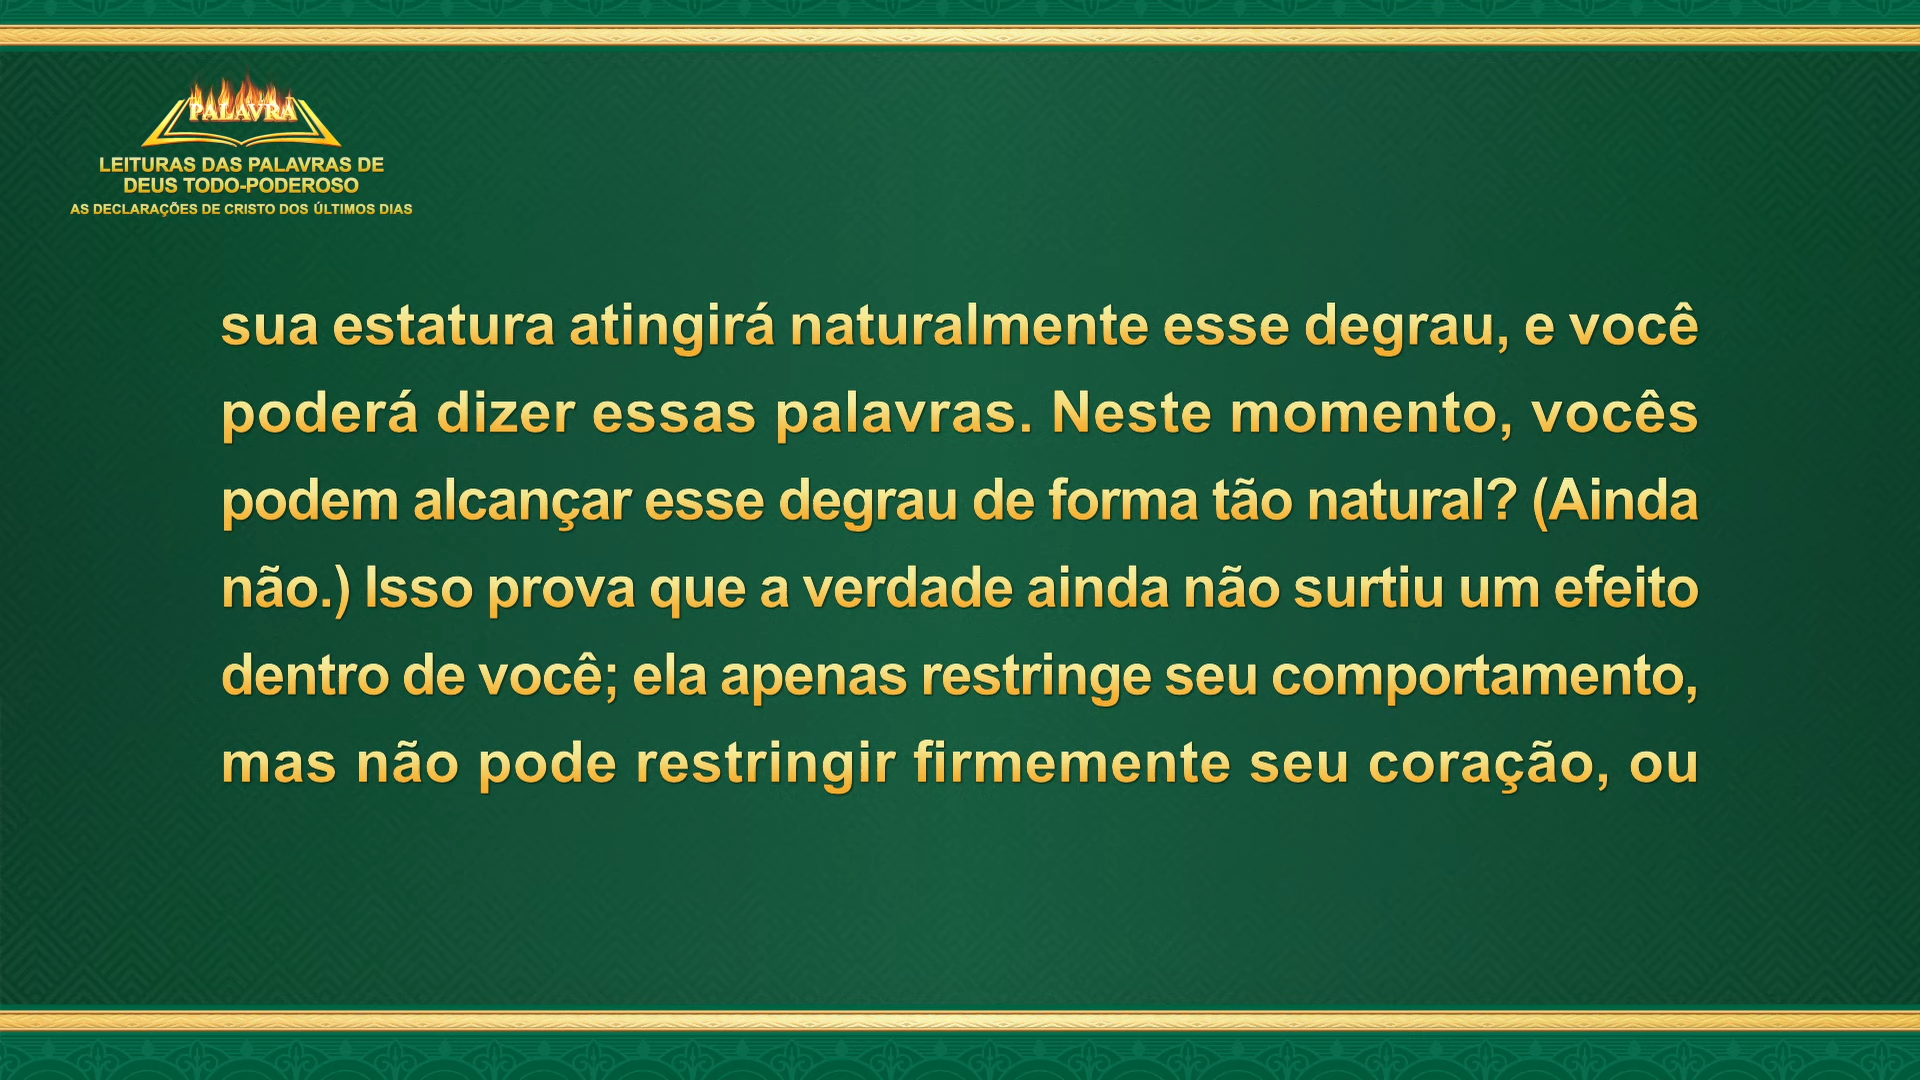 PALAVRA
LEITURAS DAS PALAVRAS DE
DEUS TODO-PODEROSO
AS DECLARAÇÕES DE CRISTO DOS ÚLTIMOS DIAS
sua estatura atingirá naturalmente esse degrau, e você
poderá dizer essas palavras. Neste momento, vocês
podem alcançar esse degrau de forma tão natural? (Ainda
não.) Isso prova que a verdade ainda não surtiu um efeito
dentro de você; ela apenas restringe seu comportamento,
mas não pode restringir firmemente seu coração, ou